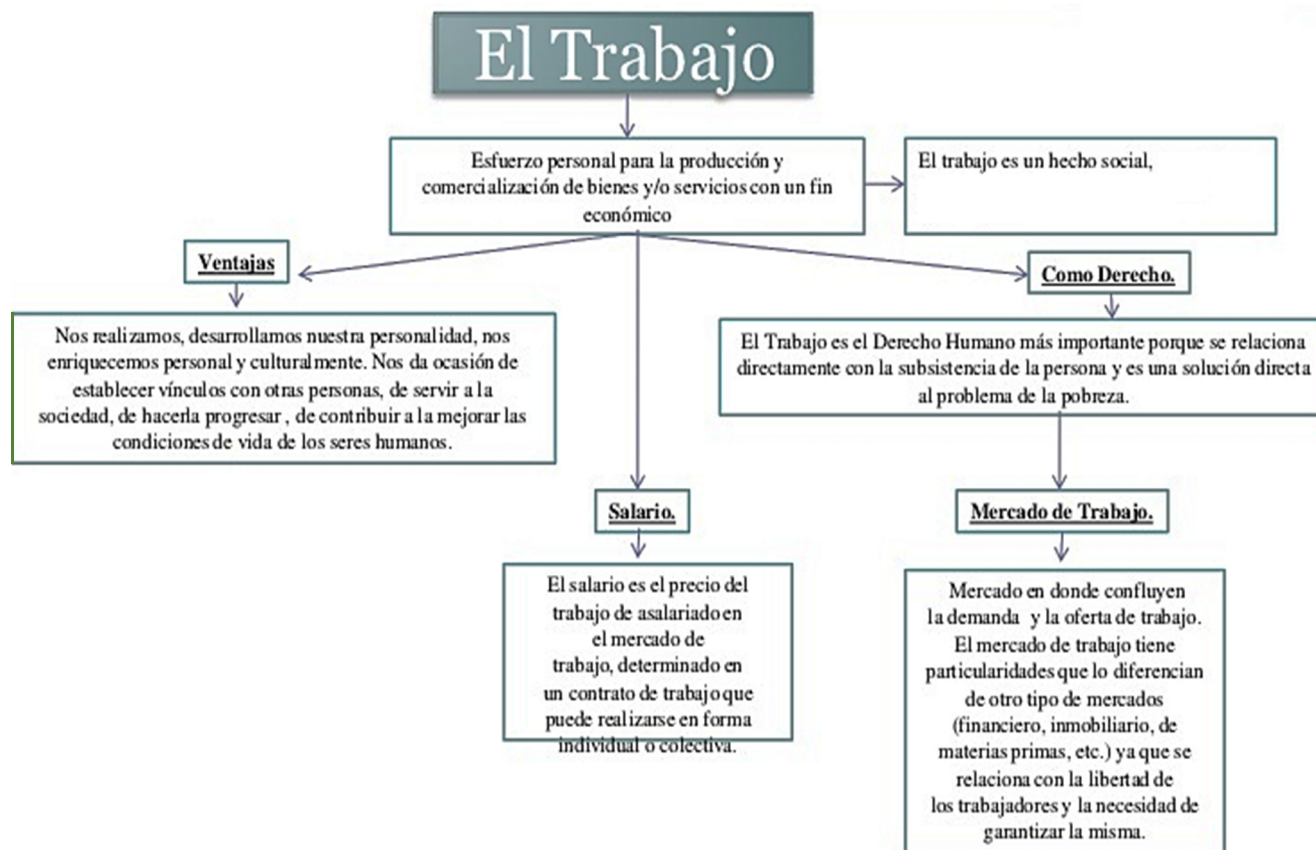 El Trabajo
Esfuerzo personal para la producción y
comercialización de bienes y/o servicios con un fin
económico
El trabajo es un hecho social,
Ventajas
Nos realizamos, desarrollamos nuestra personalidad, nos
enriquecemos personal y culturalmente. Nos da ocasión de
establecer vínculos con otras personas, de servir a la
sociedad, de hacerla progresar , de contribuir a la mejorar las
condiciones de vida de los seres humanos.
Como Derecho.
El Trabajo es el Derecho Humano más importante porque se relaciona
directamente con la subsistencia de la persona y es una solución directa
al problema de la pobreza.
Salario.
El salario es el precio del
trabajo de asalariado en
el mercado de
trabajo, determinado en
un contrato de trabajo que
puede realizarse en forma
individual o colectiva.
Mercado de Trabajo.
Mercado en donde confluyen
la demanda y la oferta de trabajo.
El mercado de trabajo tiene
particularidades que lo diferencian
de otro tipo de mercados
(financiero, inmobiliario, de
materias primas, etc.) ya que se
relaciona con la libertad de
los trabajadores y la necesidad de
garantizar la misma.